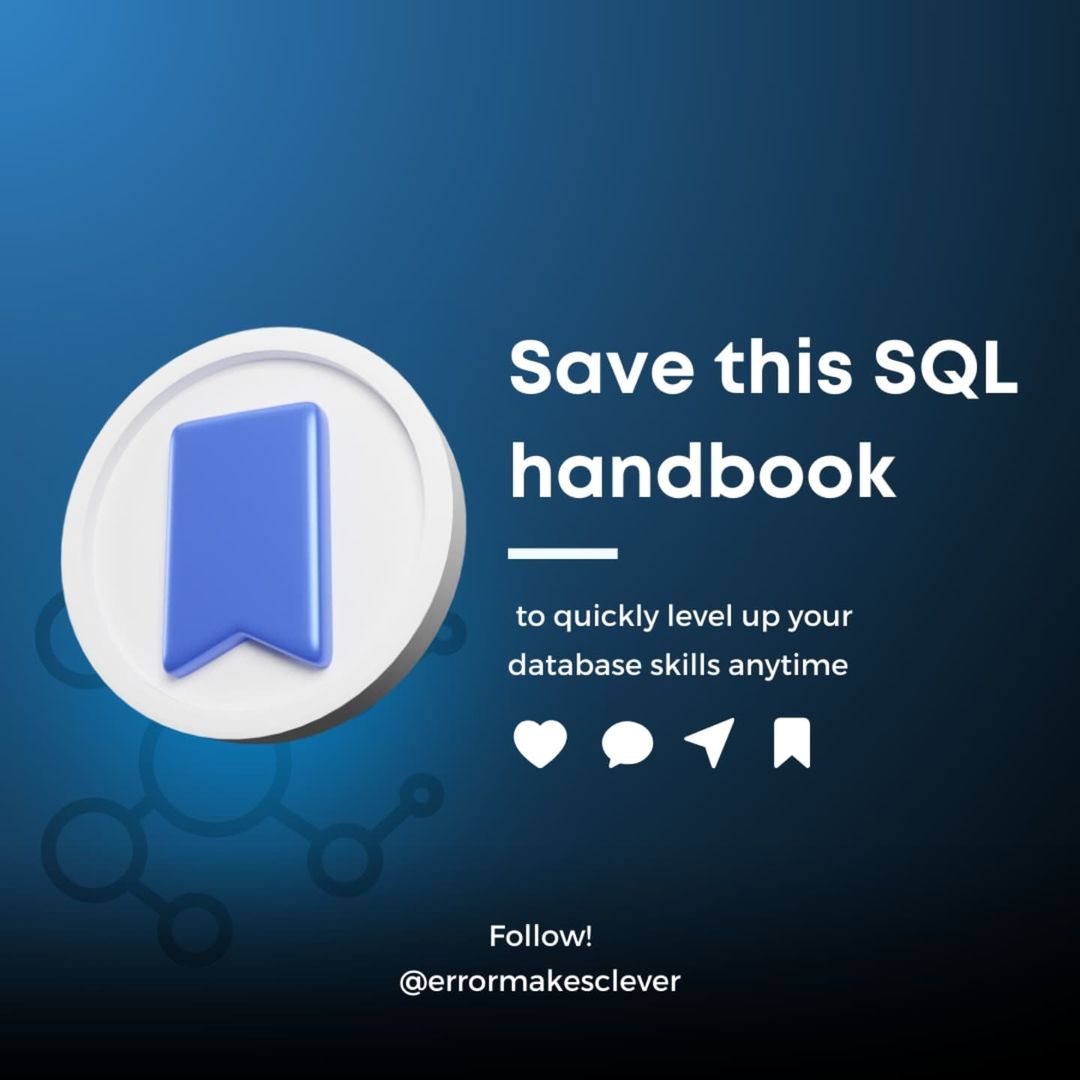 Save this SQL
handbook
to quickly level up your
database skills anytime
Follow!
@errormakesclever